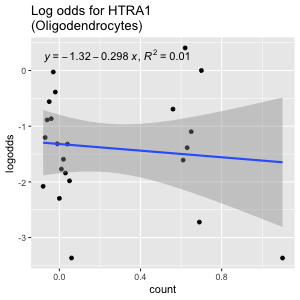 Log odds for HTRA1
(Oligodendrocytes)
y = −1.32 − 0.298 x, R² = 0.01
0
-1
-2
-3
logodds
0.0 0.4 0.8
count